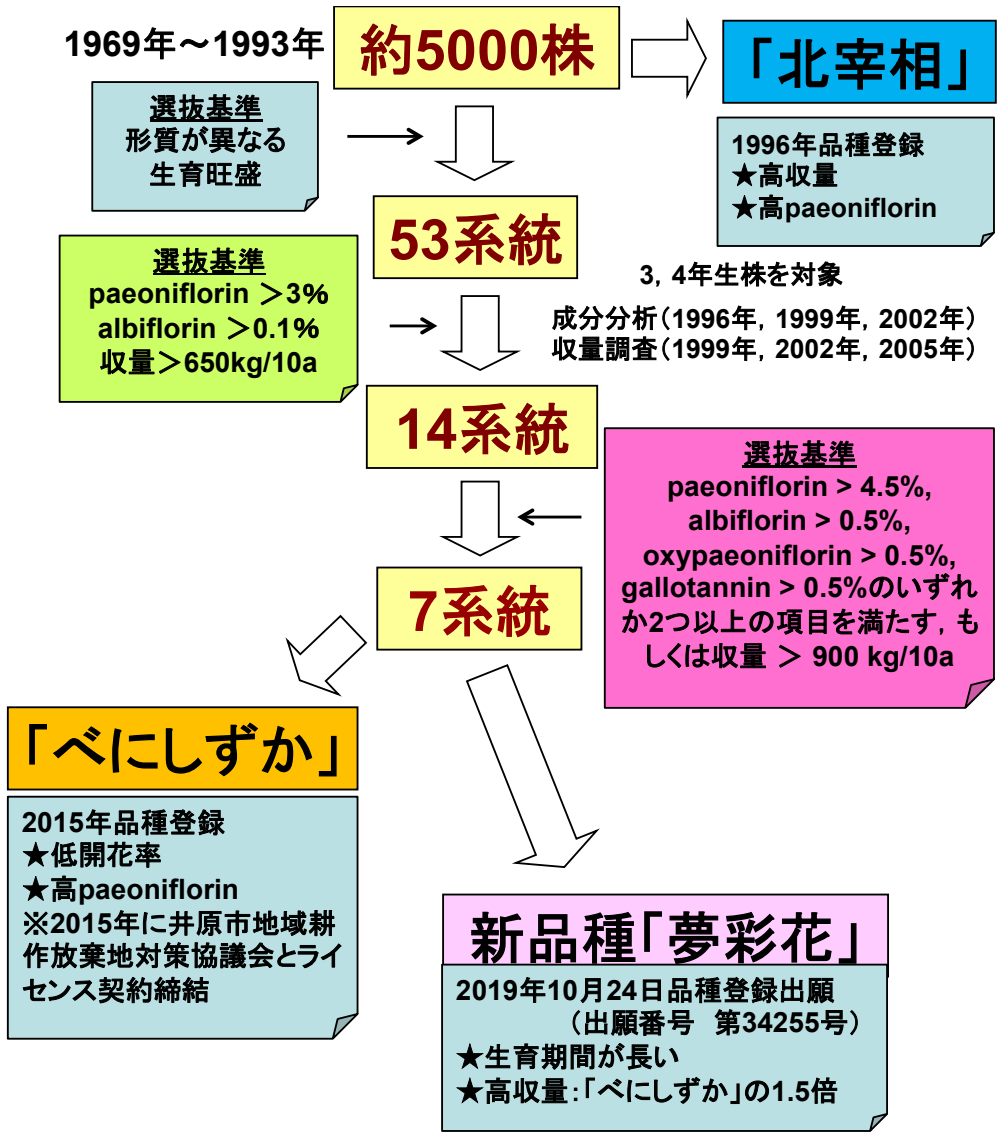 1969年～1993年
約5000株
「北宰相」
選抜基準
形質が異なる
生育旺盛
1996年品種登録
★高収量
★高paeoniflorin
53系統
選抜基準
paeoniflorin ＞3%
albiflorin ＞0.1%
収量＞650kg/10a
3, 4年生株を対象
成分分析（1996年, 1999年, 2002年）
収量調査（1999年, 2002年, 2005年）
14系統
選抜基準
paeoniflorin > 4.5%,
albiflorin > 0.5%,
oxypaeoniflorin > 0.5%,
gallotannin > 0.5%のいずれ
か2つ以上の項目を満たす, も
しくは収量 ＞ 900 kg/10a
7系統
「べにしずか」
2015年品種登録
★低開花率
★高paeoniflorin
※2015年に井原市地域耕
作放棄地対策協議会とライ
センス契約締結
新品種「夢彩花」
2019年10月24日品種登録出願
（出願番号　第34255号）
★生育期間が長い
★高収量：「べにしずか」の1.5倍